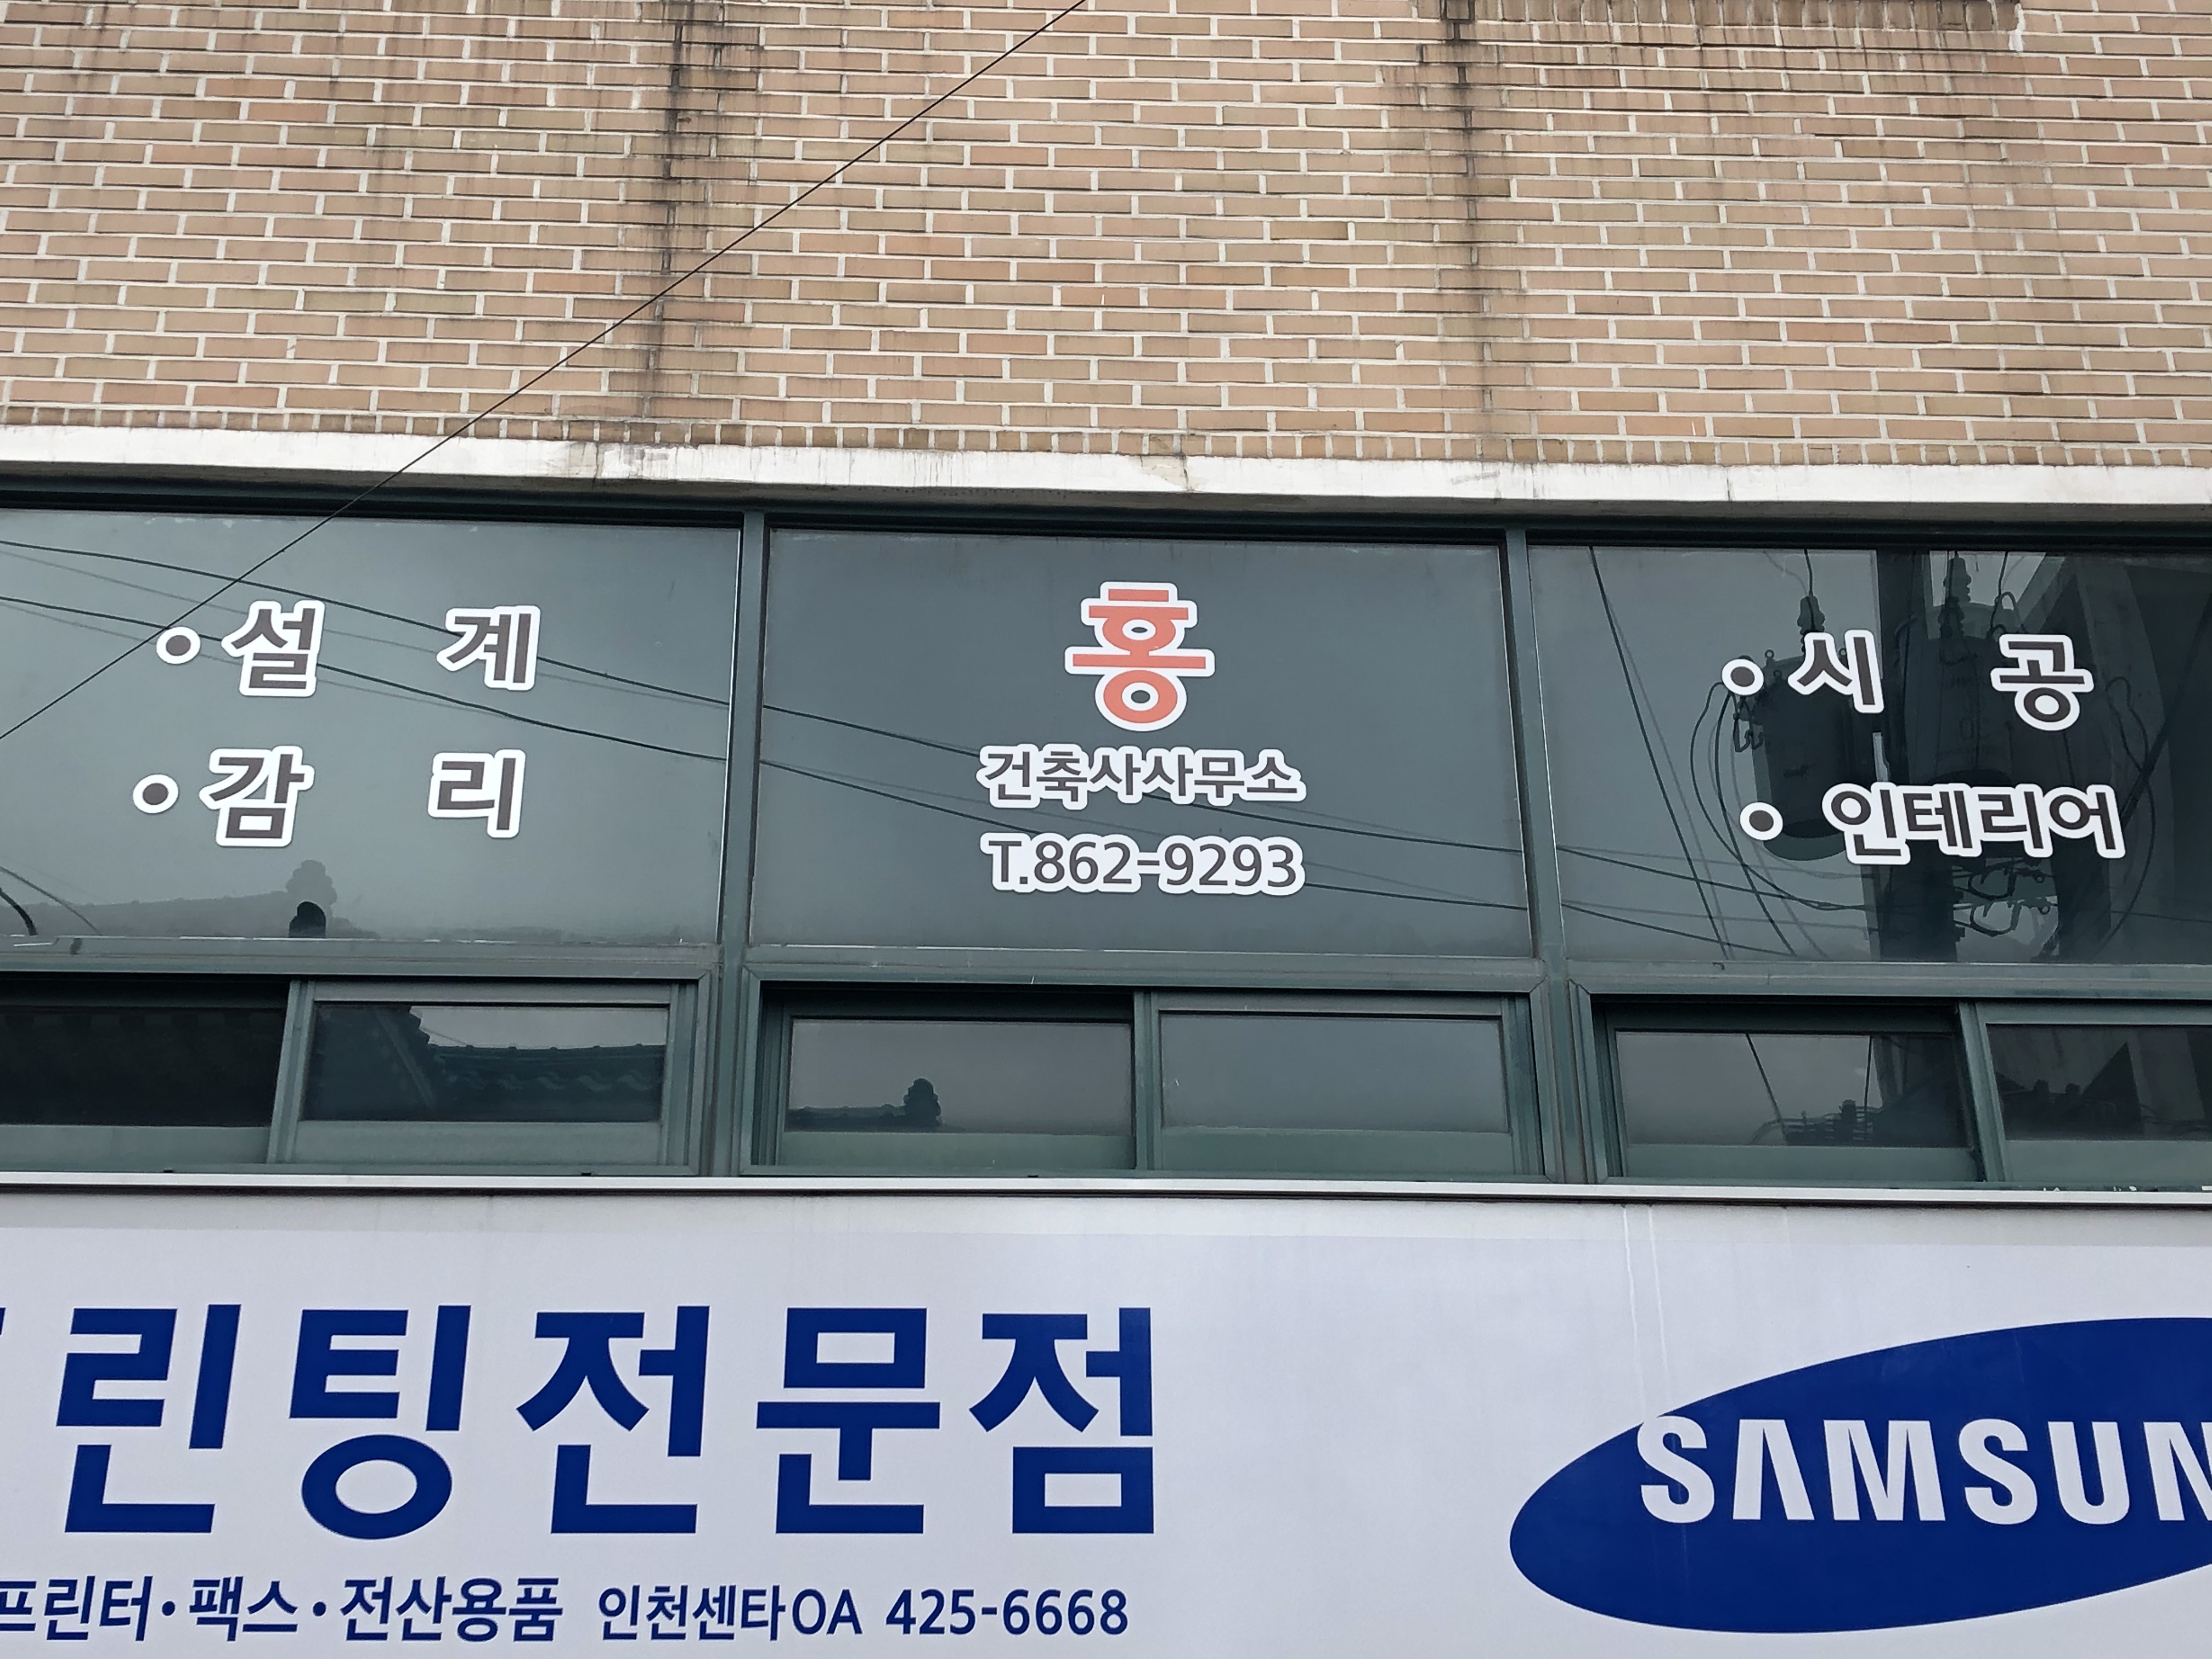 •설 계
•감 리
홍
건축사사무소
T.862-9293
•시 공
• 인테리어
린팅전문점
프린터·팩스·전산용품 인천센타OA 425-6668
SAMSUN